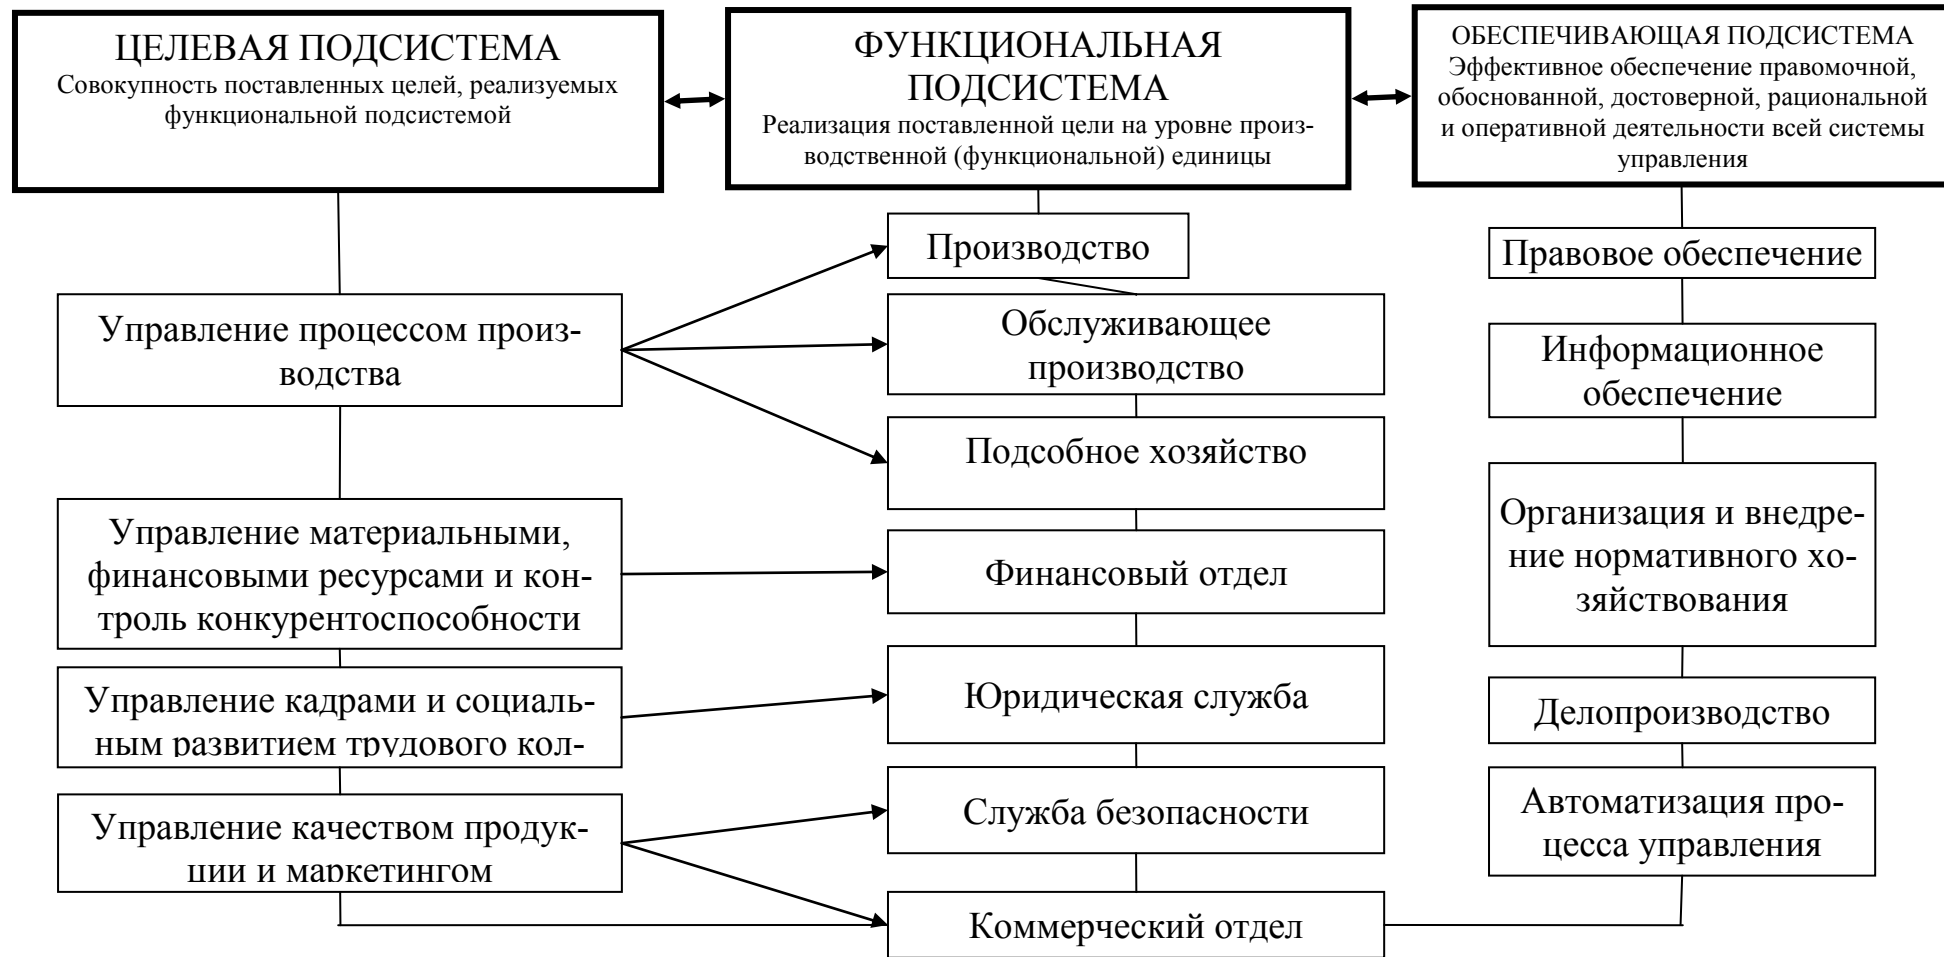 ЦЕЛЕВАЯ ПОДСИСТЕМА
Совокупность поставленных целей, реализуемых
функциональной подсистемой
ФУНКЦИОНАЛЬНАЯ
ПОДСИСТЕМА
Реализация поставленной цели на уровне произ-
водственной (функциональной) единицы
ОБЕСПЕЧИВАЮЩАЯ ПОДСИСТЕМА
Эффективное обеспечение правомочной,
обоснованной, достоверной, рациональной
и оперативной деятельности всей системы
управления
Управление процессом произ-
водства
Управление материальными,
финансовыми ресурсами и кон-
троль конкурентоспособности
Управление кадрами и социаль-
ным развитием трудового кол-
Управление качеством продук-
ции и маркетингом
Производство
Обслуживающее
производство
Подсобное хозяйство
Финансовый отдел
Юридическая служба
Служба безопасности
Коммерческий отдел
Правовое обеспечение
Информационное
обеспечение
Организация и внедре-
ние нормативного хо-
зяйствования
Делопроизводство
Автоматизация про-
цесса управления